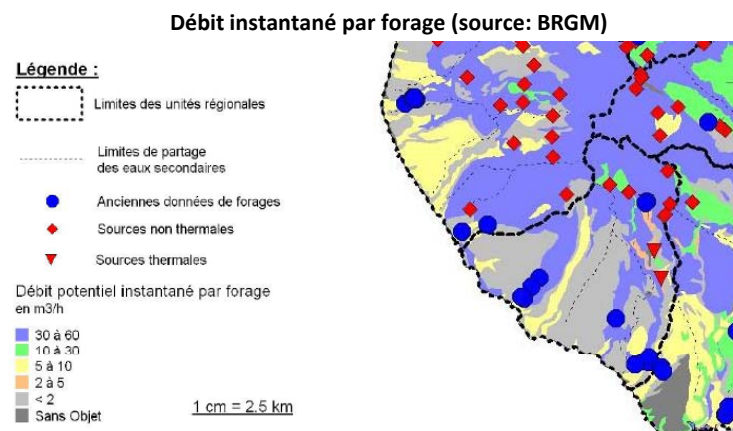 Débit instantané par forage (source: BRGM)
Légende :
Limites des unités régionales
Limites de partage
des eaux secondaires
Anciennes données de forages
Sources non thermales
Sources thermales
Débit potentiel instantané par forage
en m3/h
30 à 60
10 à 30
5 à 10
2 à 5
< 2
Sans Objet
1 cm = 2.5 km